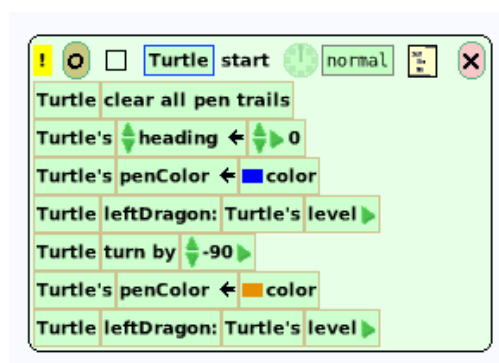 ! O Turtle start normal
Turtle clear all pen trails
Turtle's heading ← 0
Turtle's penColor ← color
Turtle leftDragon: Turtle's level
Turtle turn by -90
Turtle's penColor ← color
Turtle leftDragon: Turtle's level